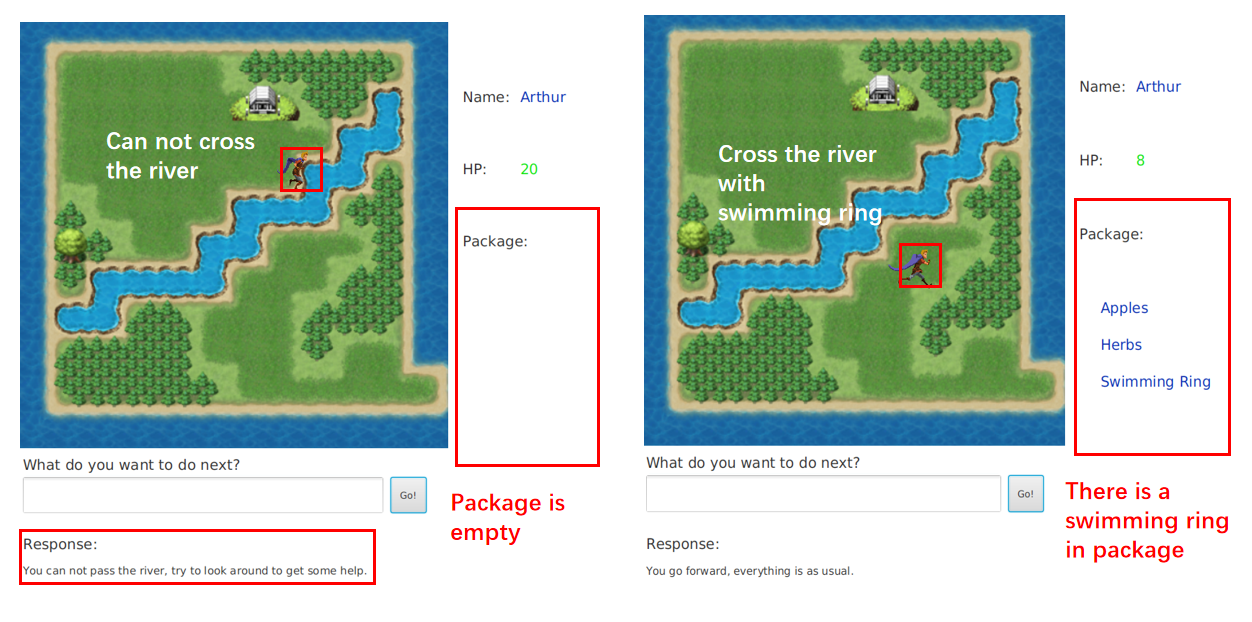 Can not cross
the river
Name: Arthur
HP: 20
Package:
What do you want to do next?
Go!
Package is
empty
Response:
You can not pass the river, try to look around to get some help.
Cross the river
with
swimming ring
Name: Arthur
HP: 8
Package:
Apples
Herbs
Swimming Ring
What do you want to do next?
Go!
There is a
swimming ring
in package
Response:
You go forward, everything is as usual.